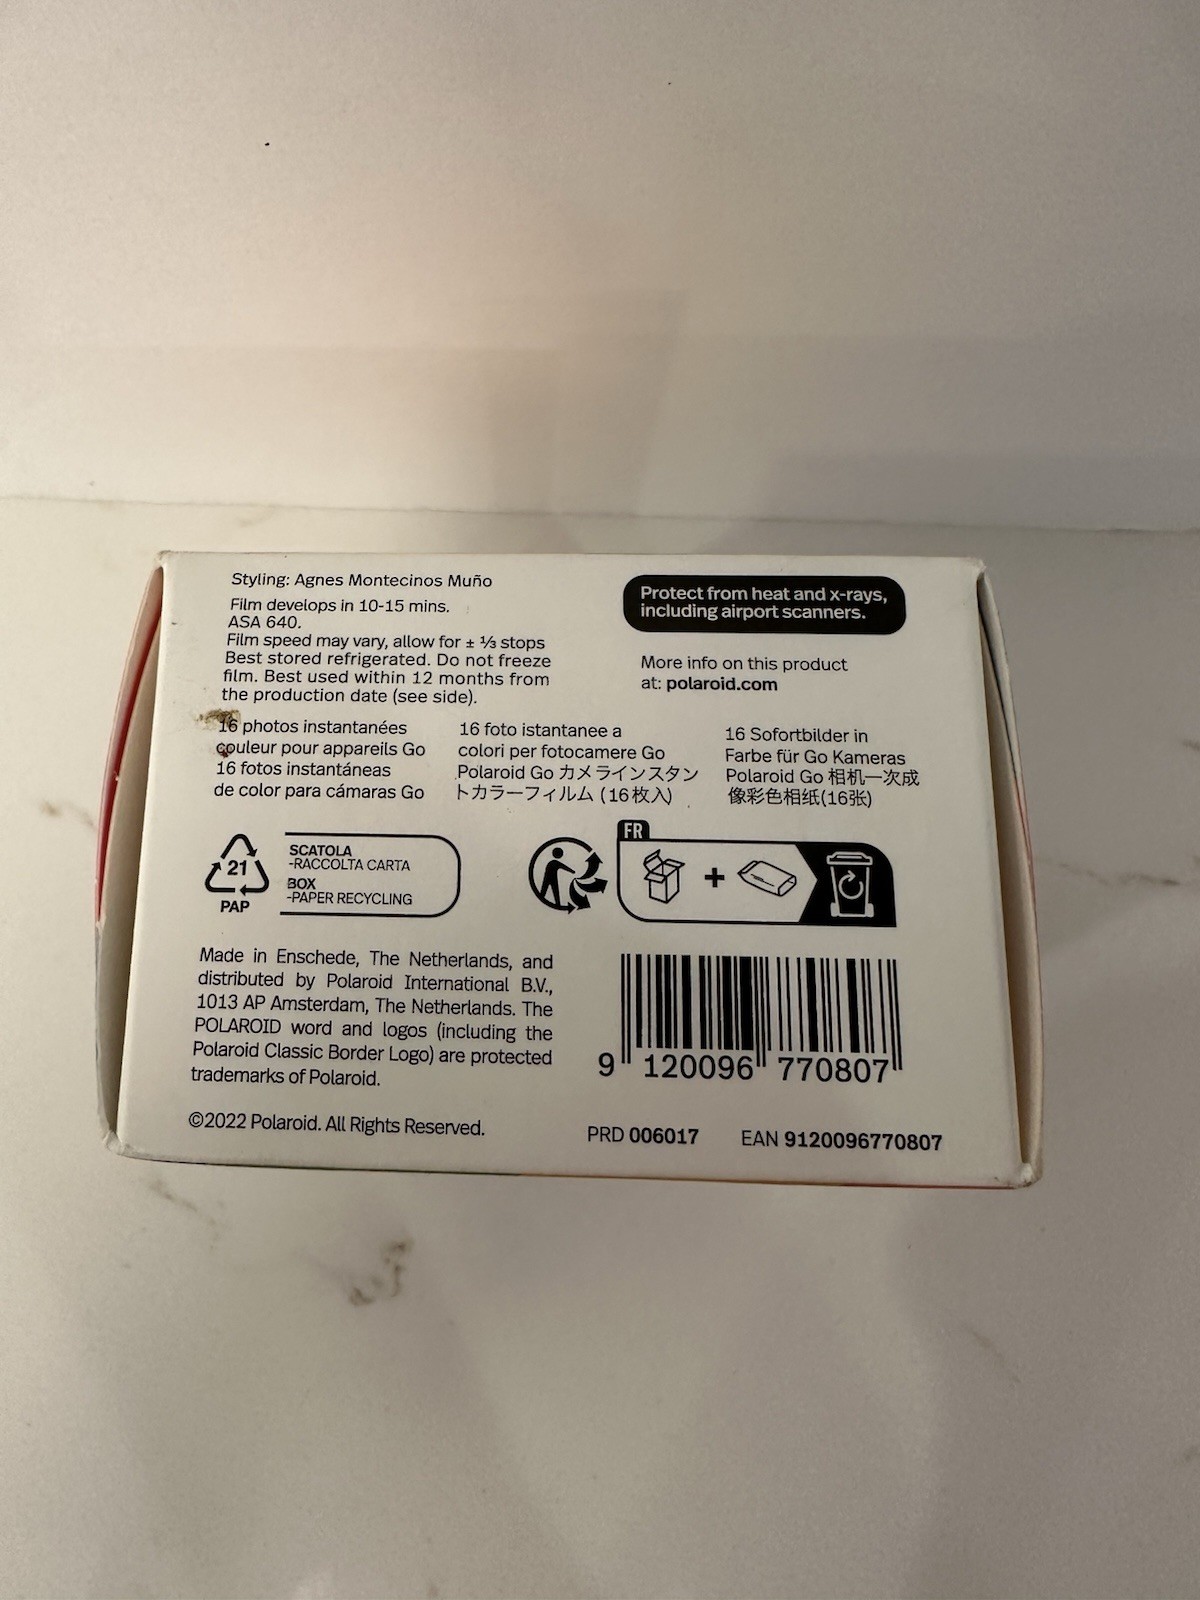 Styling: Agnes Montecinos Muño
Film develops in 10-15 mins.
ASA 640.
Film speed may vary, allow for ± ⅓ stops
Best stored refrigerated. Do not freeze
film. Best used within 12 months from
the production date (see side).
Protect from heat and x-rays,
including airport scanners.
More info on this product
at: polaroid.com
16 photos instantanées
couleur pour appareils Go
16 fotos instantáneas
de color para cámaras Go
16 foto istantanee a
colori per fotocamere Go
Polaroid Go カメラインスタン
トカラーフィルム (16枚入)
16 Sofortbilder in
Farbe für Go Kameras
Polaroid Go 相机一次成
像彩色相纸(16张)
21
PAP
SCATOLA
-RACCOLTA CARTA
BOX
-PAPER RECYCLING
FR
+
Made in Enschede, The Netherlands, and
distributed by Polaroid International B.V.,
1013 AP Amsterdam, The Netherlands. The
POLAROID word and logos (including the
Polaroid Classic Border Logo) are protected
trademarks of Polaroid.
©2022 Polaroid. All Rights Reserved.
9 120096 770807
PRD 006017 EAN 9120096770807